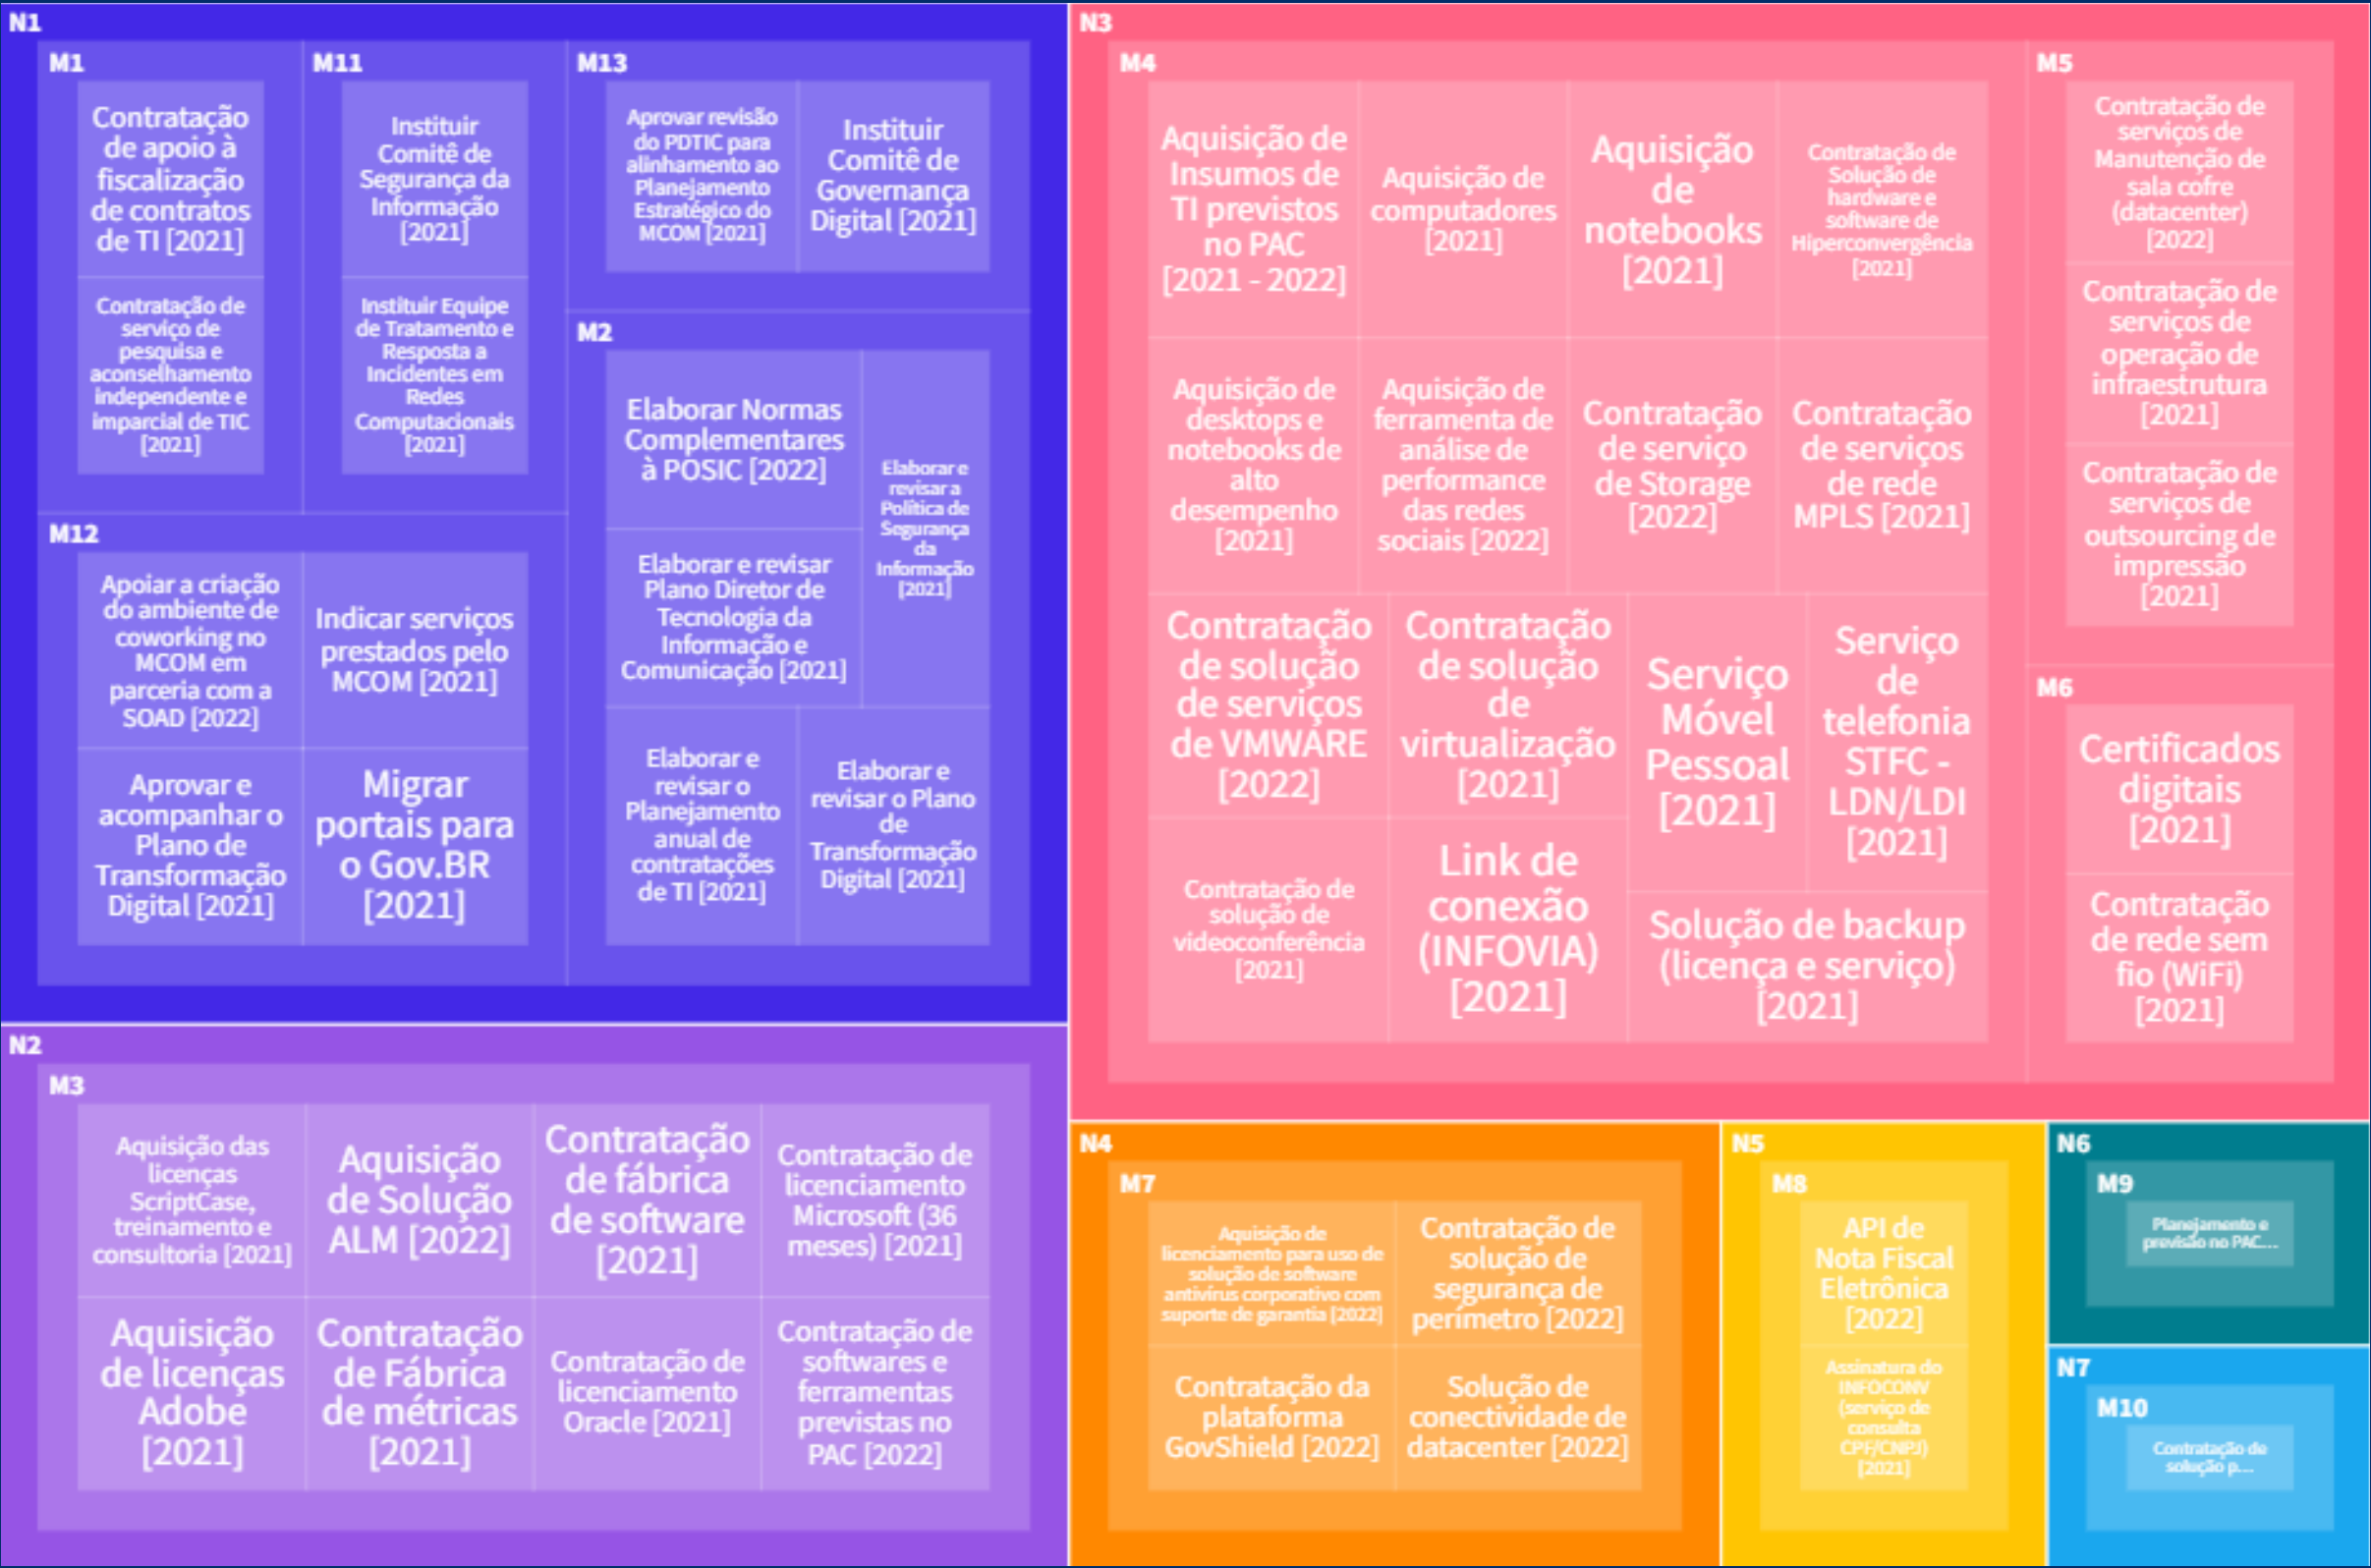 N1
M1
Contratação
de apoio à
fiscalização
de contratos
de TI [2021]
Contratação de
serviço de
pesquisa e
aconselhamento
independente e
imparcial de TIC
[2021]
M11
Instituir
Comitê de
Segurança da
Informação
[2021]
Instituir Equipe
de Tratamento e
Resposta a
Incidentes em
Redes
Computacionais
[2021]
M13
Aprovar revisão
do PDTIC para
alinhamento ao
Planejamento
Estratégico do
MCOM [2021]
Instituir
Comitê de
Governança
Digital [2021]
M2
Elaborar Normas
Complementares
à POSIC [2022]
Elaborar e revisar
Plano Diretor de
Tecnologia da
Informação e
Comunicação [2021]
Elaborar e
revisar a
Política de
Segurança
da
Informação
[2021]
Elaborar e
revisar o
Planejamento
anual de
contratações
de TI [2021]
Elaborar e
revisar o Plano
de
Transformação
Digital [2021]
M12
Apoiar a criação
do ambiente de
coworking no
MCOM em
parceria com a
SOAD [2022]
Indicar serviços
prestados pelo
MCOM [2021]
Aprovar e
acompanhar o
Plano de
Transformação
Digital [2021]
Migrar
portais para
o Gov.BR
[2021]
N2
M3
Aquisição das
licenças
ScriptCase,
treinamento e
consultoria [2021]
Aquisição
de Solução
ALM [2022]
Contratação
de fábrica
de software
[2021]
Contratação de
licenciamento
Microsoft (36
meses) [2021]
Aquisição
de licenças
Adobe
[2021]
Contratação
de Fábrica
de métricas
[2021]
Contratação de
licenciamento
Oracle [2021]
Contratação de
softwares e
ferramentas
previstas no
PAC [2022]
N3
M4
Aquisição de
Insumos de
TI previstos
no PAC
[2021 - 2022]
Aquisição de
computadores
[2021]
Aquisição
de
notebooks
[2021]
Contratação de
Solução de
hardware e
software de
Hiperconvergência
[2021]
Aquisição de
desktops e
notebooks de
alto
desempenho
[2021]
Aquisição de
ferramenta de
análise de
performance
das redes
sociais [2022]
Contratação
de serviço
de Storage
[2022]
Contratação
de serviços
de rede
MPLS [2021]
Contratação
de solução
de serviços
de VMWARE
[2022]
Contratação
de solução
de
virtualização
[2021]
Serviço
Móvel
Pessoal
[2021]
Serviço
de
telefonia
STFC -
LDN/LDI
[2021]
Contratação de
solução de
videoconferência
[2021]
Link de
conexão
(INFOVIA)
[2021]
Solução de backup
(licença e serviço)
[2021]
M5
Contratação de
serviços de
Manutenção de
sala cofre
(datacenter)
[2022]
Contratação de
serviços de
operação de
infraestrutura
[2021]
Contratação de
serviços de
outsourcing de
impressão
[2021]
M6
Certificados
digitais
[2021]
Contratação
de rede sem
fio (WiFi)
[2021]
N4
M7
Aquisição de
licenciamento para uso de
solução de software
antivírus corporativo com
suporte de garantia [2022]
Contratação de
solução de
segurança de
perímetro [2022]
Contratação da
plataforma
GovShield [2022]
Solução de
conectividade de
datacenter [2022]
N5
M8
API de
Nota Fiscal
Eletrônica
[2022]
Assinatura do
INFOCONV
(serviço de
consulta
CPF/CNPJ)
[2021]
N6
M9
Planejamento e
previsão no PAC...
N7
M10
Contratação de
solução p...